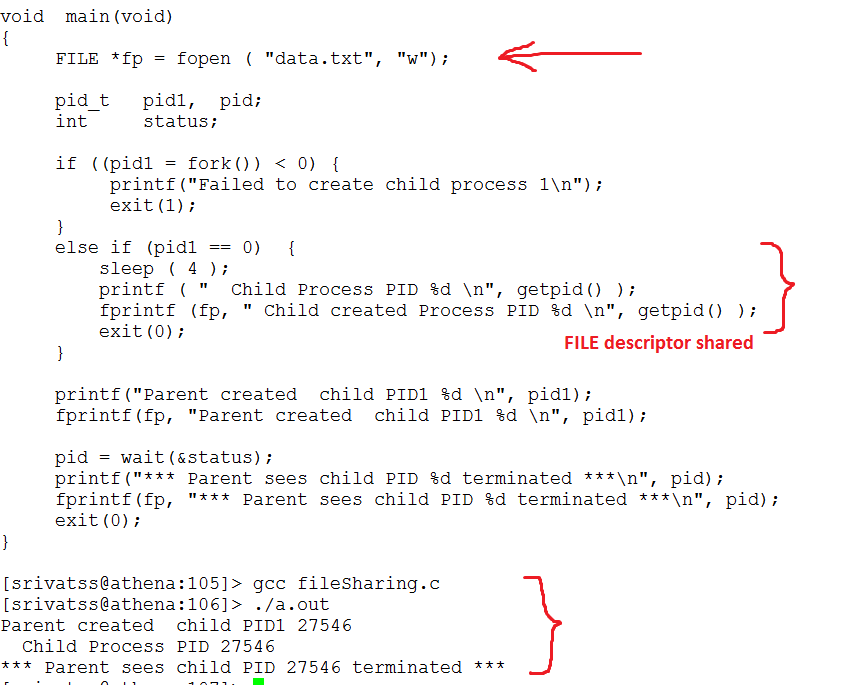 void  main(void)
{
     FILE *fp = fopen ( "data.txt", "w");
     pid_t   pid1,  pid;
     int     status;
     if ((pid1 = fork()) < 0) {
          printf("Failed to create child process 1\n");
          exit(1);
     }
     else if (pid1 == 0)  {
         sleep ( 4 );
         printf ( "  Child Process PID %d \n", getpid() );
         fprintf (fp, " Child created Process PID %d \n", getpid() );
         exit(0);
FILE descriptor shared
     }
     printf("Parent created  child PID1 %d \n", pid1);
     fprintf(fp, "Parent created  child PID1 %d \n", pid1);
     pid = wait(&status);
     printf("*** Parent sees child PID %d terminated ***\n", pid);
     fprintf(fp, "*** Parent sees child PID %d terminated ***\n", pid);
     exit(0);
}
[srivatss@athena:105]> gcc fileSharing.c
[srivatss@athena:106]> ./a.out
Parent created  child PID1 27546
  Child Process PID 27546
*** Parent sees child PID 27546 terminated ***